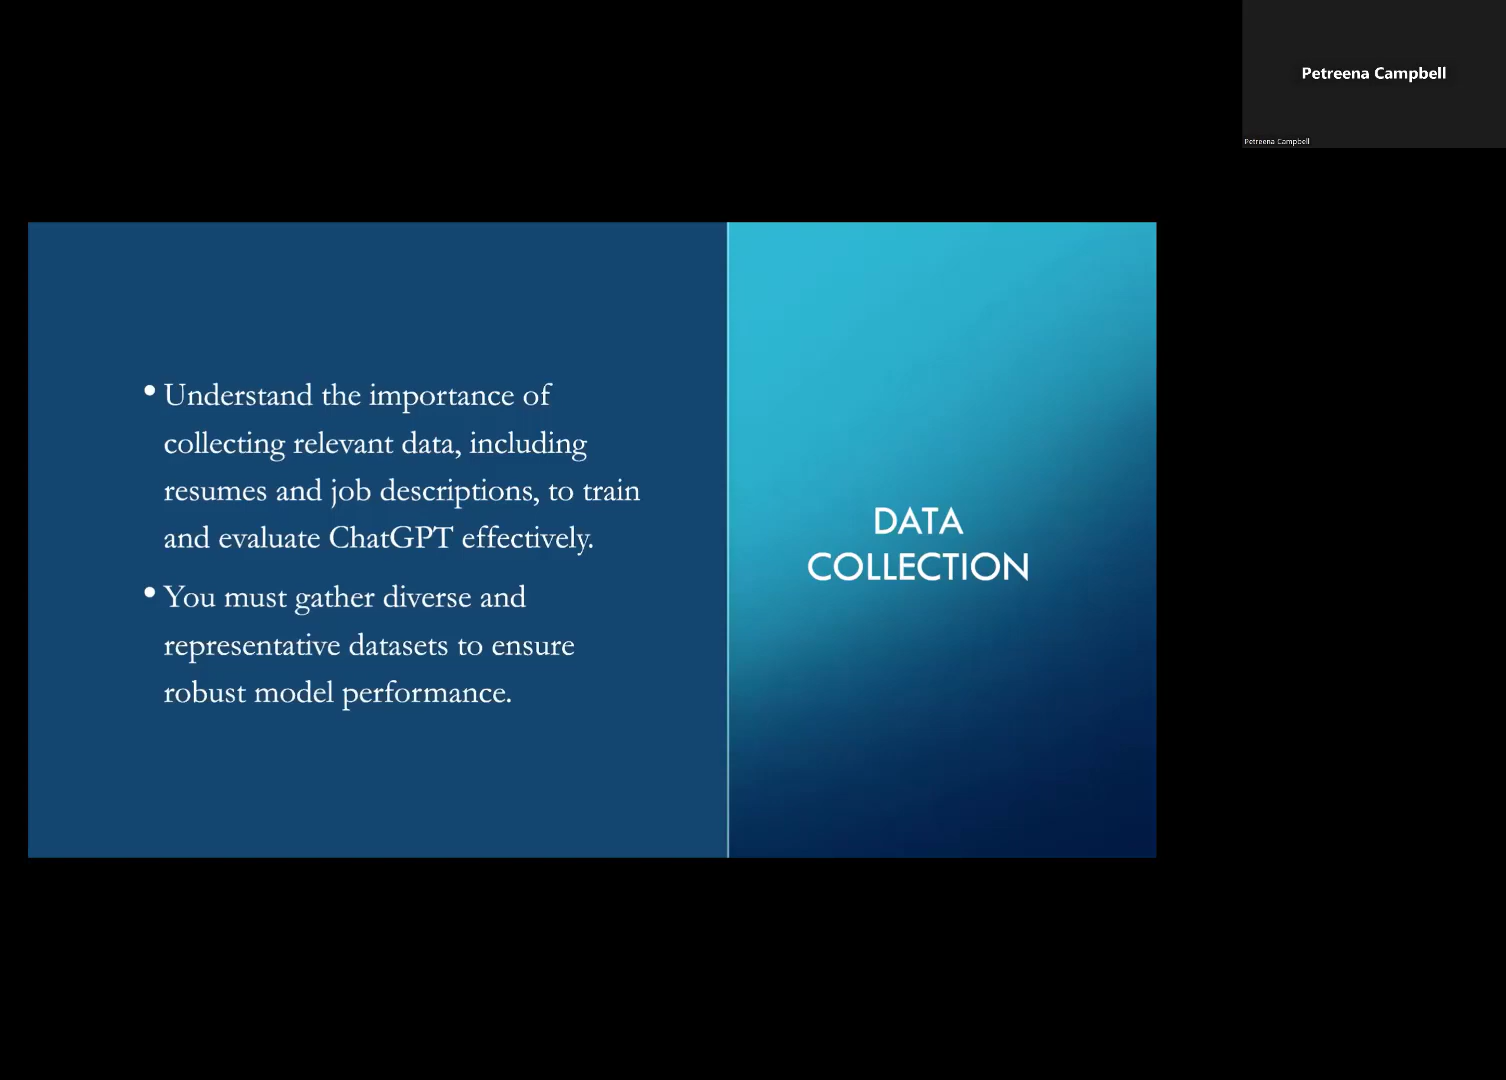 Petreena Campbell
Petreena Campbell
• Understand the importance of
collecting relevant data, including
resumes and job descriptions, to train
and evaluate ChatGPT effectively.
• You must gather diverse and
representative datasets to ensure
robust model performance.
DATA
COLLECTION